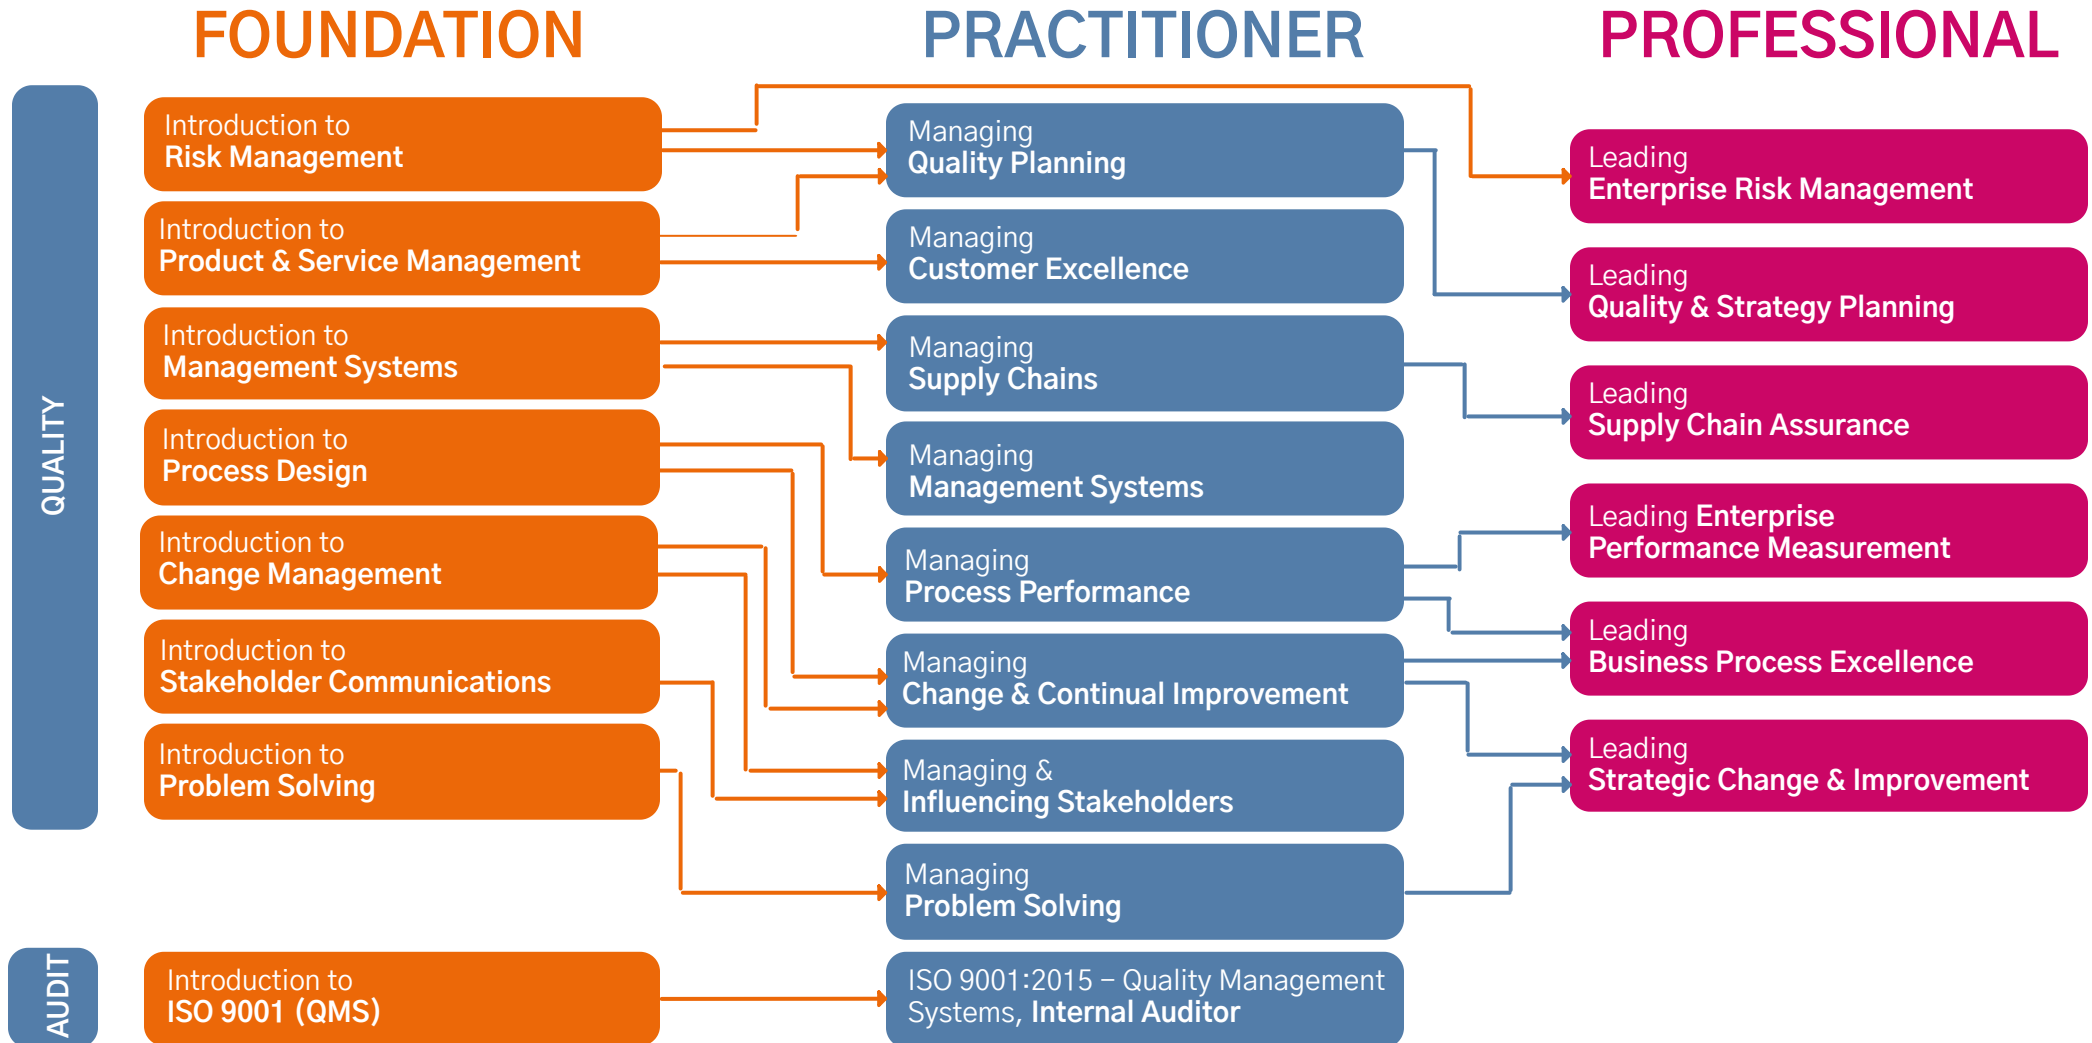 FOUNDATION
PRACTITIONER
PROFESSIONAL
QUALITY
Introduction to
Risk Management
Introduction to
Product & Service Management
Introduction to
Management Systems
Introduction to
Process Design
Introduction to
Change Management
Introduction to
Stakeholder Communications
Introduction to
Problem Solving
Managing
Quality Planning
Managing
Customer Excellence
Managing
Supply Chains
Managing
Management Systems
Managing
Process Performance
Managing
Change & Continual Improvement
Managing &
Influencing Stakeholders
Managing
Problem Solving
Leading
Enterprise Risk Management
Leading
Quality & Strategy Planning
Leading
Supply Chain Assurance
Leading Enterprise
Performance Measurement
Leading
Business Process Excellence
Leading
Strategic Change & Improvement
AUDIT
Introduction to
ISO 9001 (QMS)
ISO 9001:2015 – Quality Management
Systems, Internal Auditor